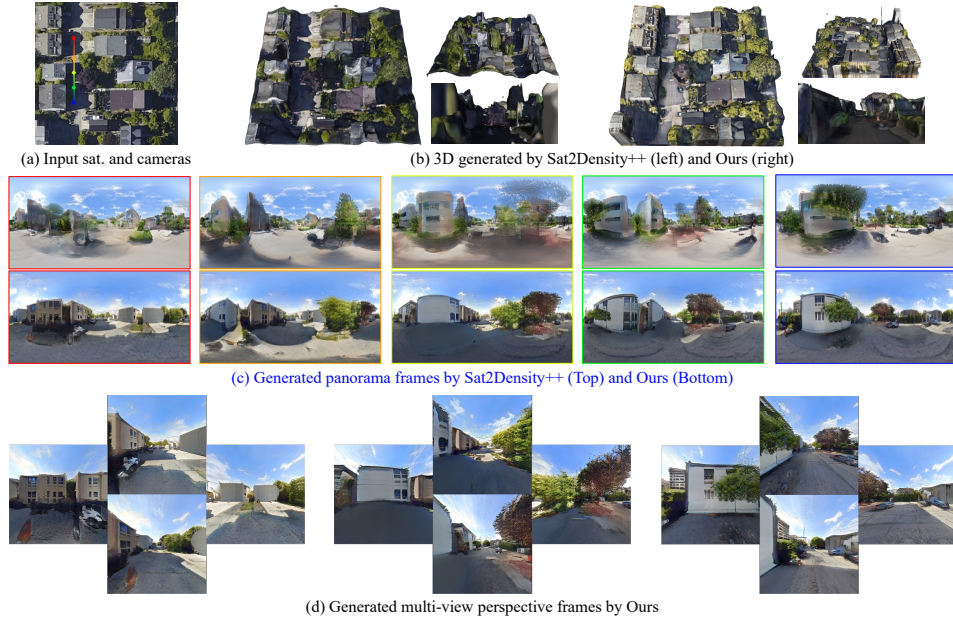 (a) Input sat. and cameras
(b) 3D generated by Sat2Density++ (left) and Ours (right)
(c) Generated panorama frames by Sat2Density++ (Top) and Ours (Bottom)
(d) Generated multi-view perspective frames by Ours